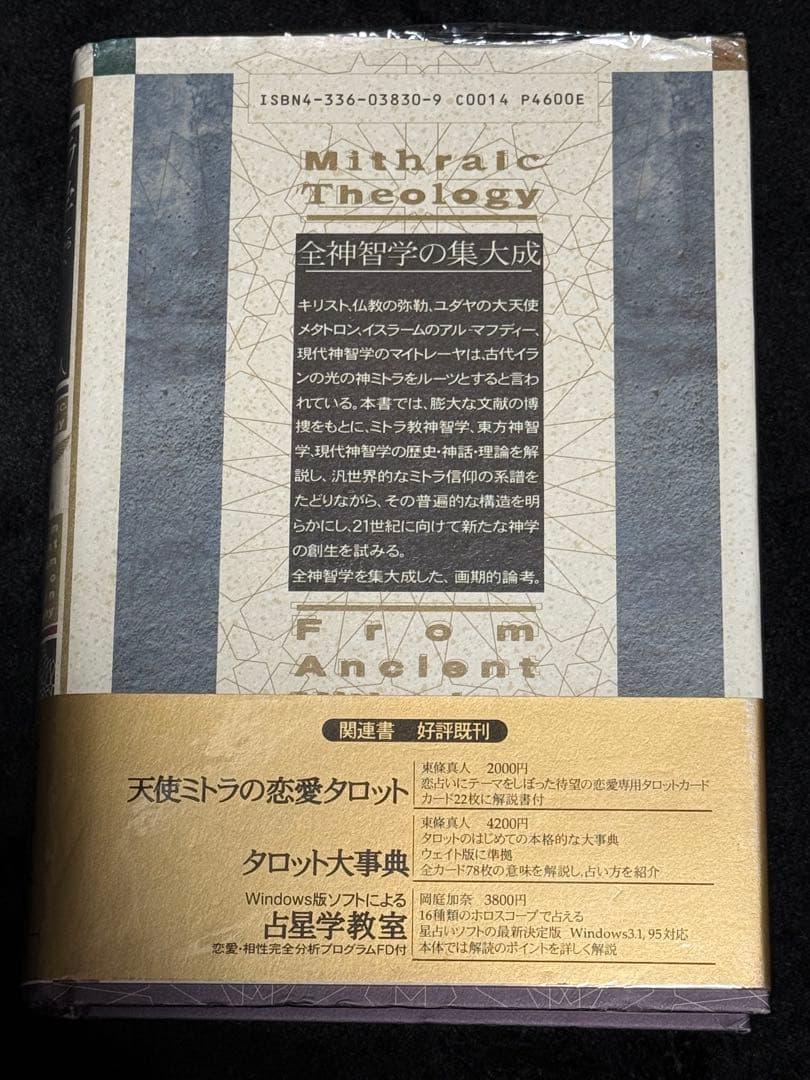 ISBN4-336-03830-9 C0014 P4600E
Mithraic
Theology
全神智学の集大成
キリスト、仏教の弥勒、ユダヤの大天使
メタトロン、イスラームのアル・マフディー、
現代神智学のマイトレーヤは、古代イラ
ンの光の神ミトラをルーツとすると言わ
れている。本書では、膨大な文献の博
捜をもとに、ミトラ教神智学、東方神智
学、現代神智学の歴史・神話・理論を解
説し、汎世界的なミトラ信仰の系譜を
たどりながら、その普遍的な構造を明
らかにし、21世紀に向けて新たな神学
の創生を試みる。
全神智学を集大成した、画期的論考。
From
Ancient
関連書 好評既刊
天使ミトラの恋愛タロット
東條真人 2000円
恋占いにテーマをしぼった待望の恋愛専用タロットカード
カード22枚に解説書付
タロット大事典
東條真人 4200円
タロットのはじめての本格的な大事典
ウェイト版に準拠
全カード78枚の意味を解説し、占い方を紹介
Windows版ソフトによる
占星学教室
恋愛・相性完全分析プログラムFD付
岡庭加奈 3800円
16種類のホロスコープで占える
星占いソフトの最新決定版 Windows3.1, 95対応
本体では解読のポイントを詳しく解説